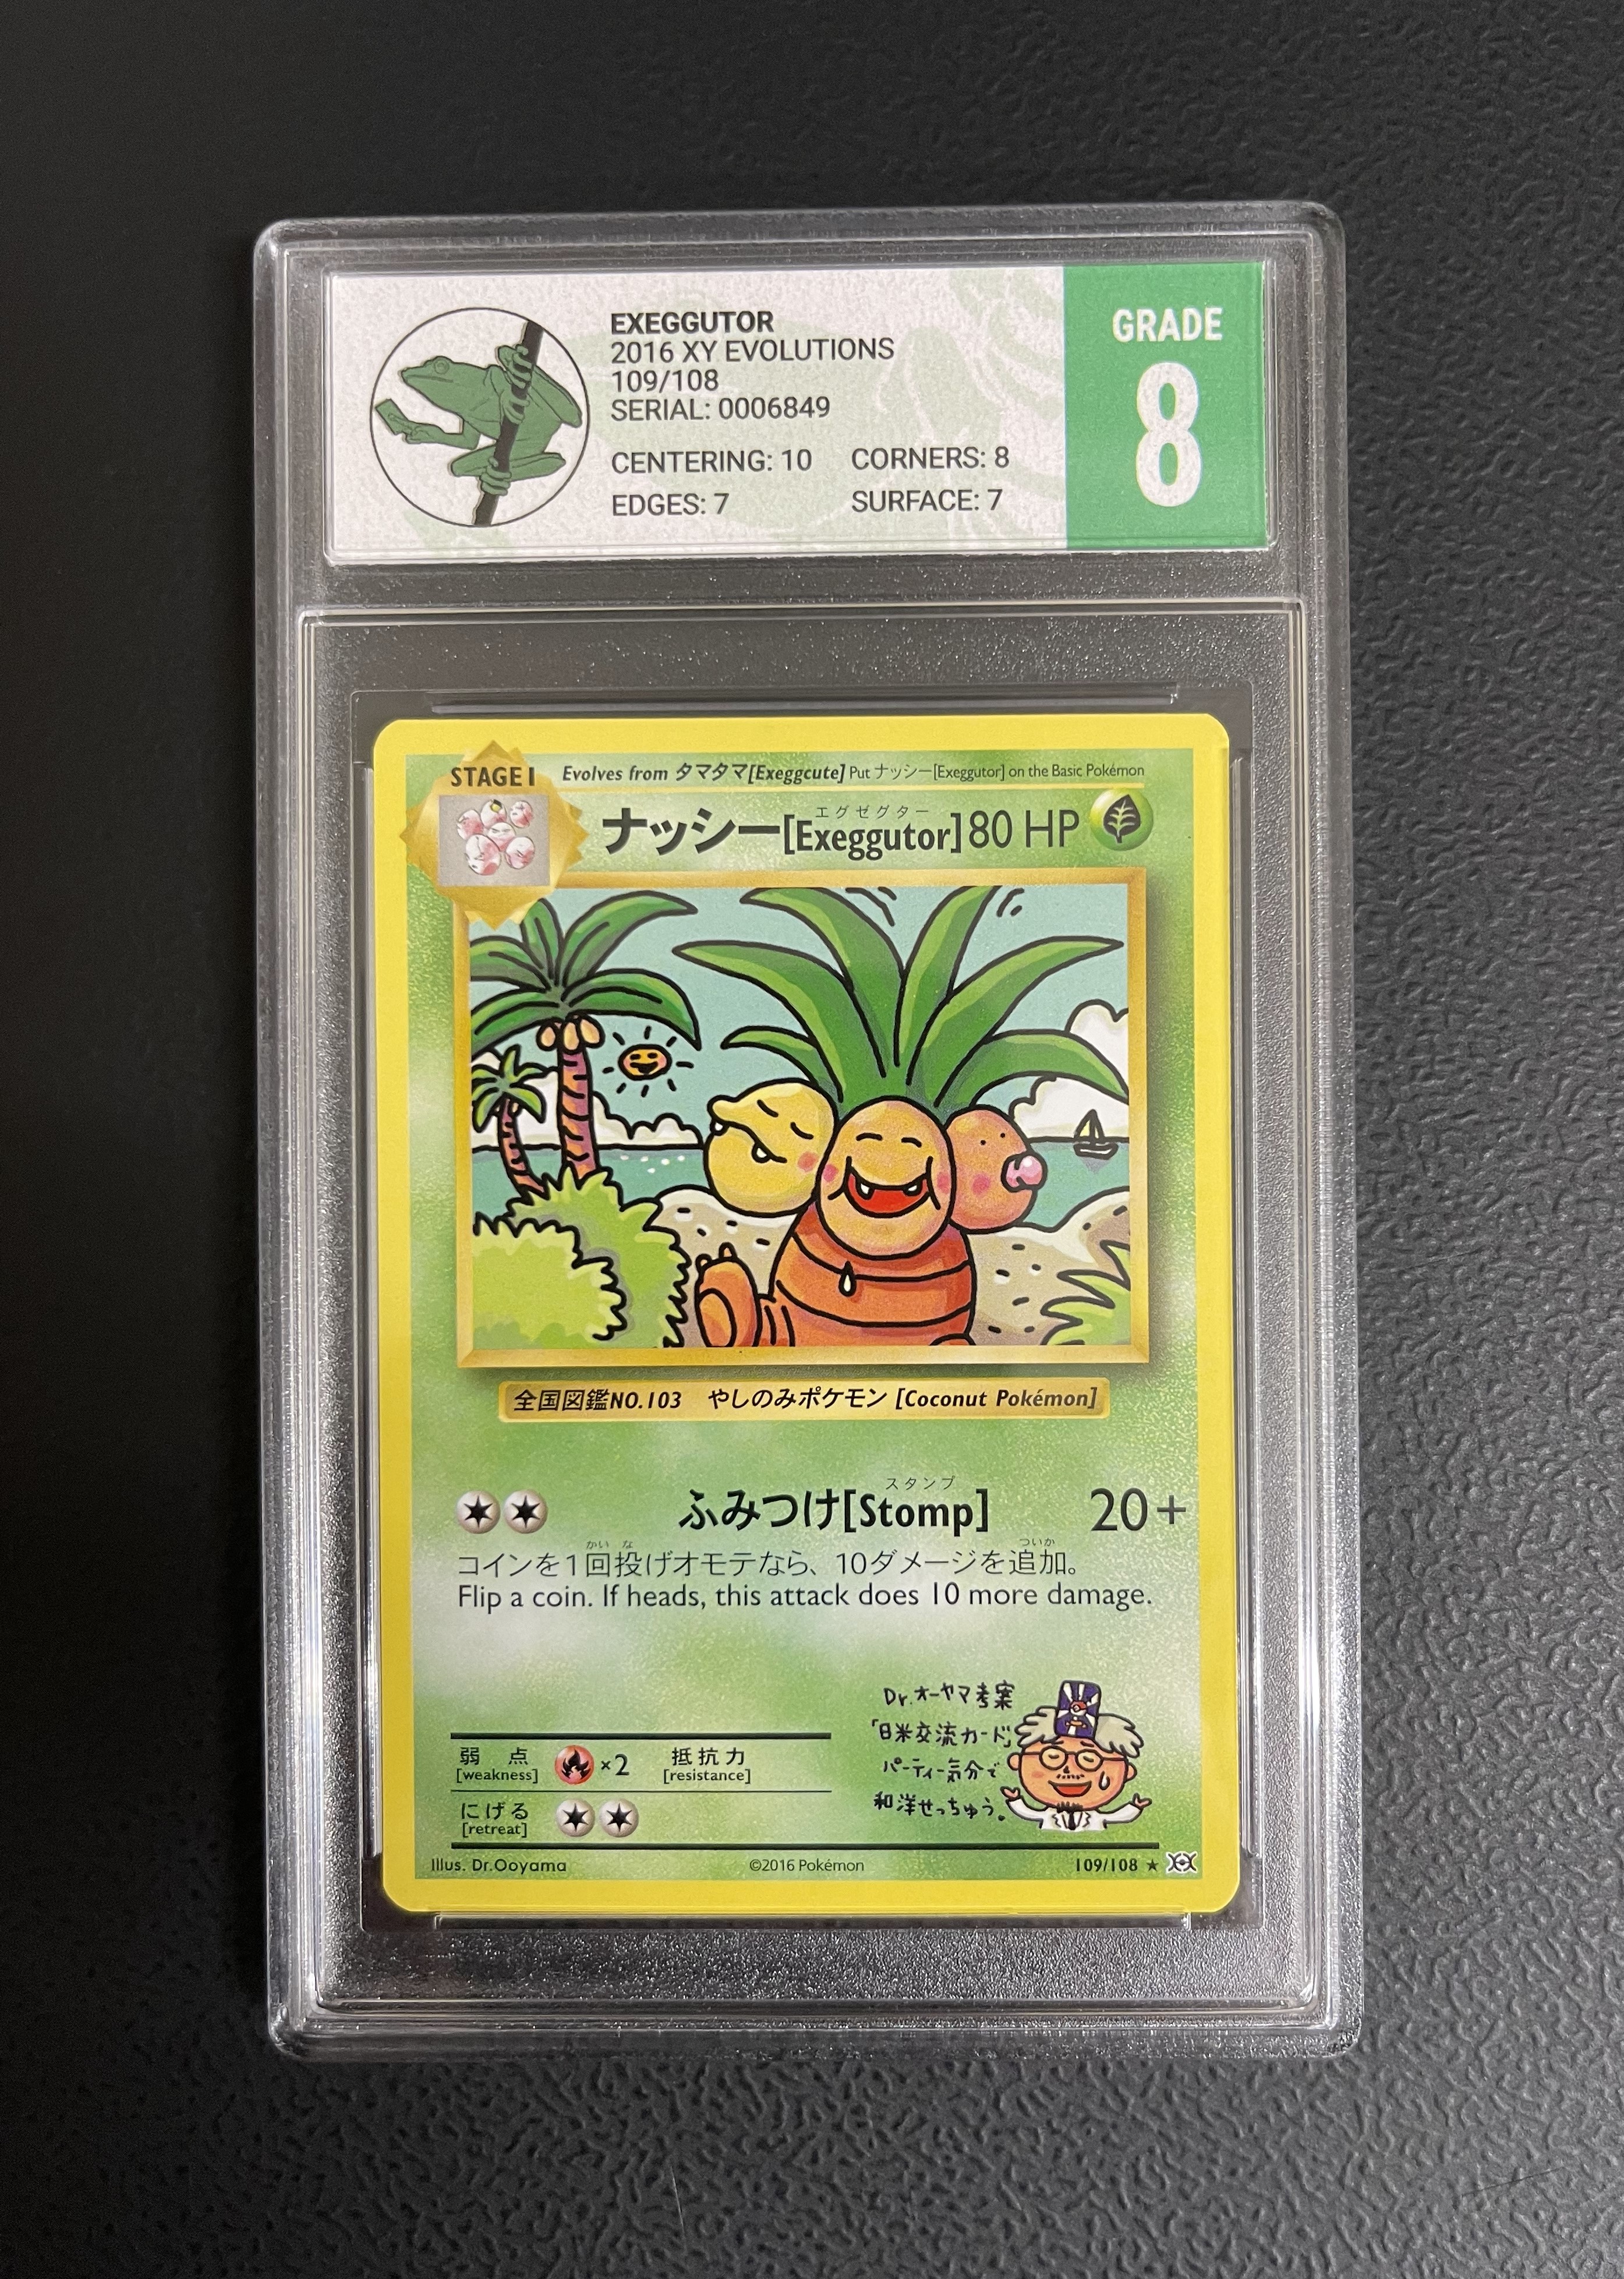 EXEGGUTOR
2016 XY EVOLUTIONS
109/108
SERIAL: 0006849
CENTERING: 10 CORNERS: 8
EDGES: 7 SURFACE: 7
GRADE
8
STAGE 1 Evolves from タマタマ[Exeggcute] Put ナッシー[Exeggutor] on the Basic Pokémon
エグゼグター
ナッシー[Exeggutor] 80 HP
全国図鑑NO.103 やしのみポケモン [Coconut Pokémon]
スタンプ
ふみつけ[Stomp] 20+
かい な ついか
コインを1回投げオモテなら、10ダメージを追加。
Flip a coin. If heads, this attack does 10 more damage.
Dr.オーヤマ考案
「日米交流カード」
パーティー気分で
和洋せっちゅう。
弱点 ×2 抵抗力
[weakness] [resistance]
にげる
[retreat]
Illus. Dr.Ooyama ©2016 Pokémon 109/108 ★